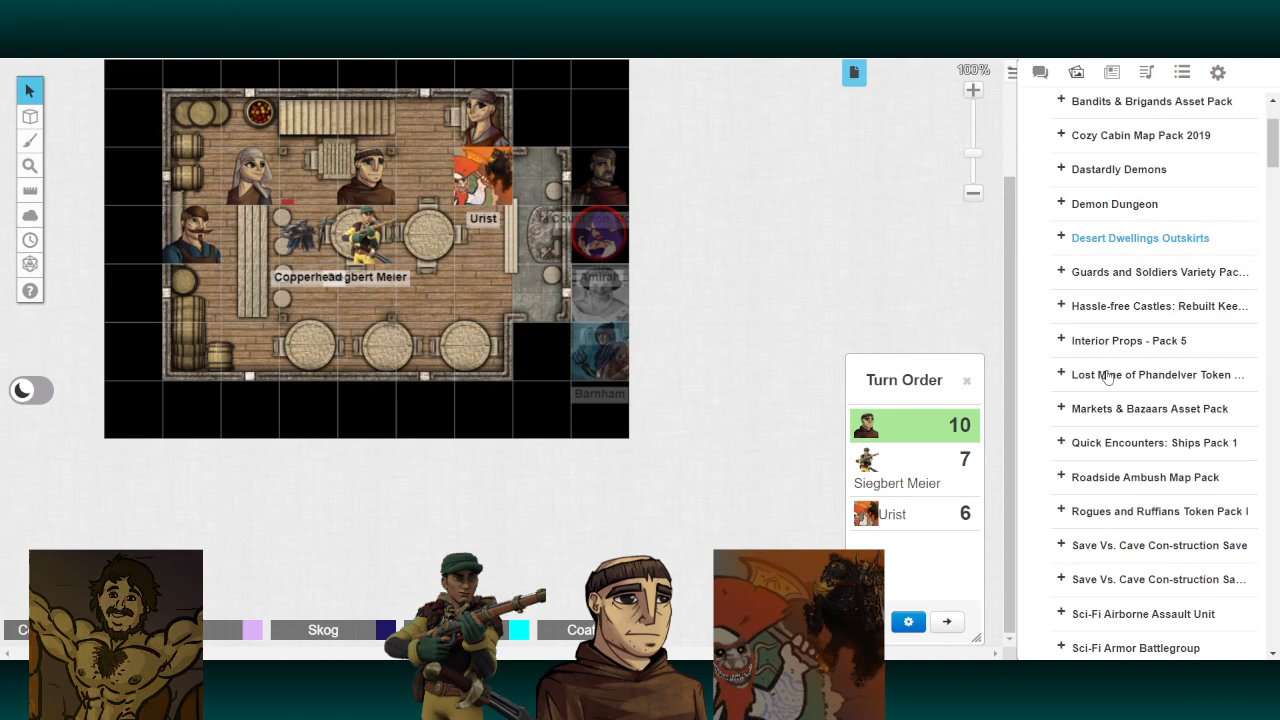 100%
Urist
Copperhead
gbert Meier
Amirah
Barnham
Turn Order
×
10
7
Siegbert Meier
Urist
6
Skog
Coat
Bandits & Brigands Asset Pack
Cozy Cabin Map Pack 2019
Dastardly Demons
Demon Dungeon
Desert Dwellings Outskirts
Guards and Soldiers Variety Pac...
Hassle-free Castles: Rebuilt Kee...
Interior Props - Pack 5
Lost Mine of Phandelver Token ...
Markets & Bazaars Asset Pack
Quick Encounters: Ships Pack 1
Roadside Ambush Map Pack
Rogues and Ruffians Token Pack I
Save Vs. Cave Con-struction Save
Save Vs. Cave Con-struction Sa...
Sci-Fi Airborne Assault Unit
Sci-Fi Armor Battlegroup